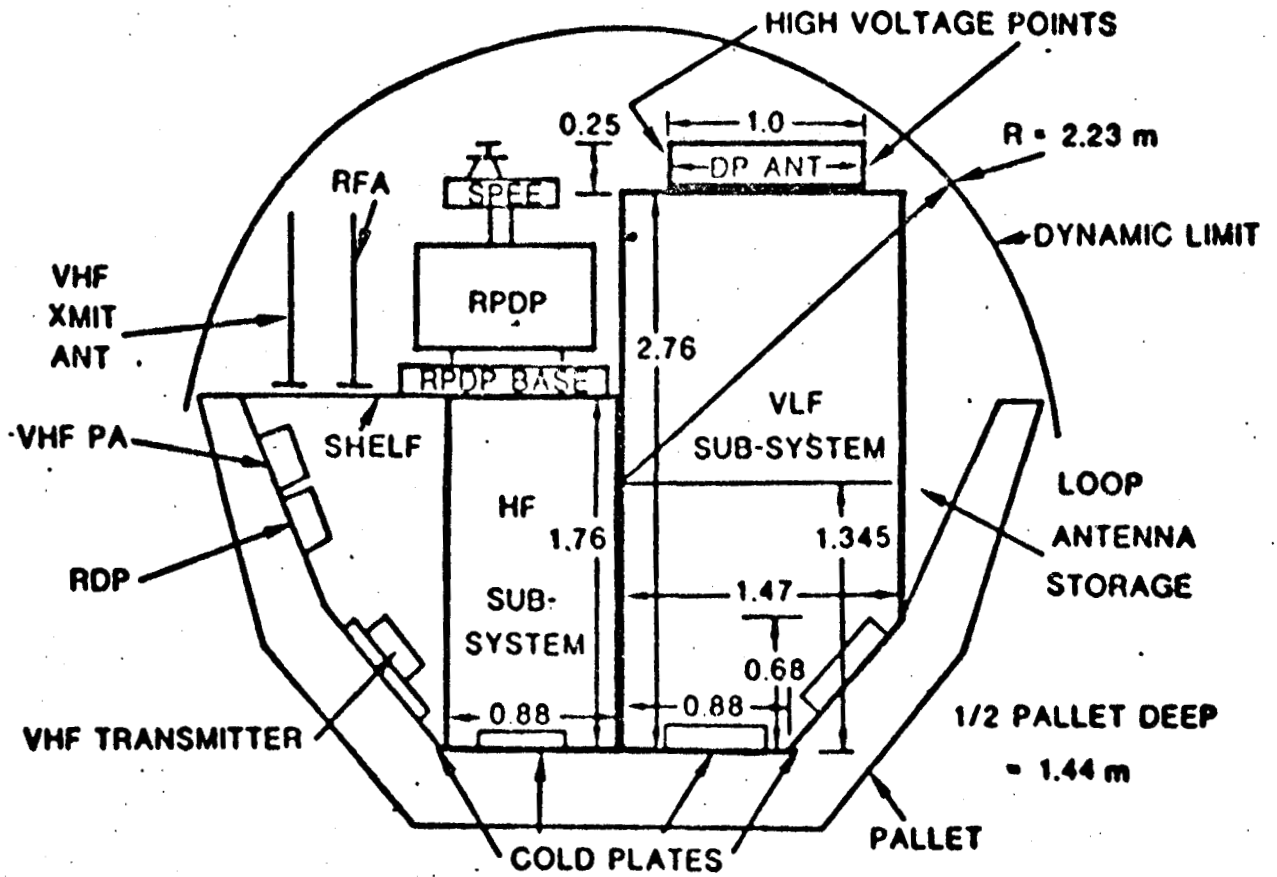 HIGH VOLTAGE POINTS
0.25
1.0
R = 2.23 m
DP ANT
RFA
SPEE
DYNAMIC LIMIT
VHF
XMIT
ANT
RPDP
2.76
RPDP BASE
VLF
SUB-SYSTEM
VHF PA
SHELF
HF
1.76
SUB-
SYSTEM
1.345
LOOP
ANTENNA
STORAGE
RDP
1.47
0.68
0.88
0.88
VHF TRANSMITTER
1/2 PALLET DEEP
= 1.44 m
PALLET
COLD PLATES